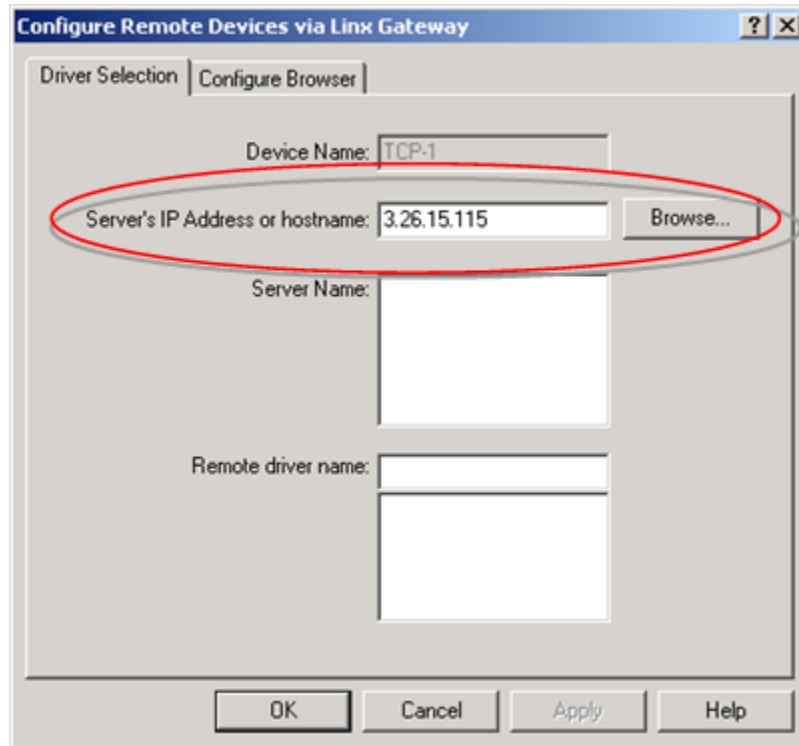 Configure Remote Devices via Linx Gateway
Driver Selection Configure Browser
Device Name: TCP-1
Server's IP Address or hostname: 3.26.15.115 Browse...
Server Name:
Remote driver name:
OK Cancel Apply Help